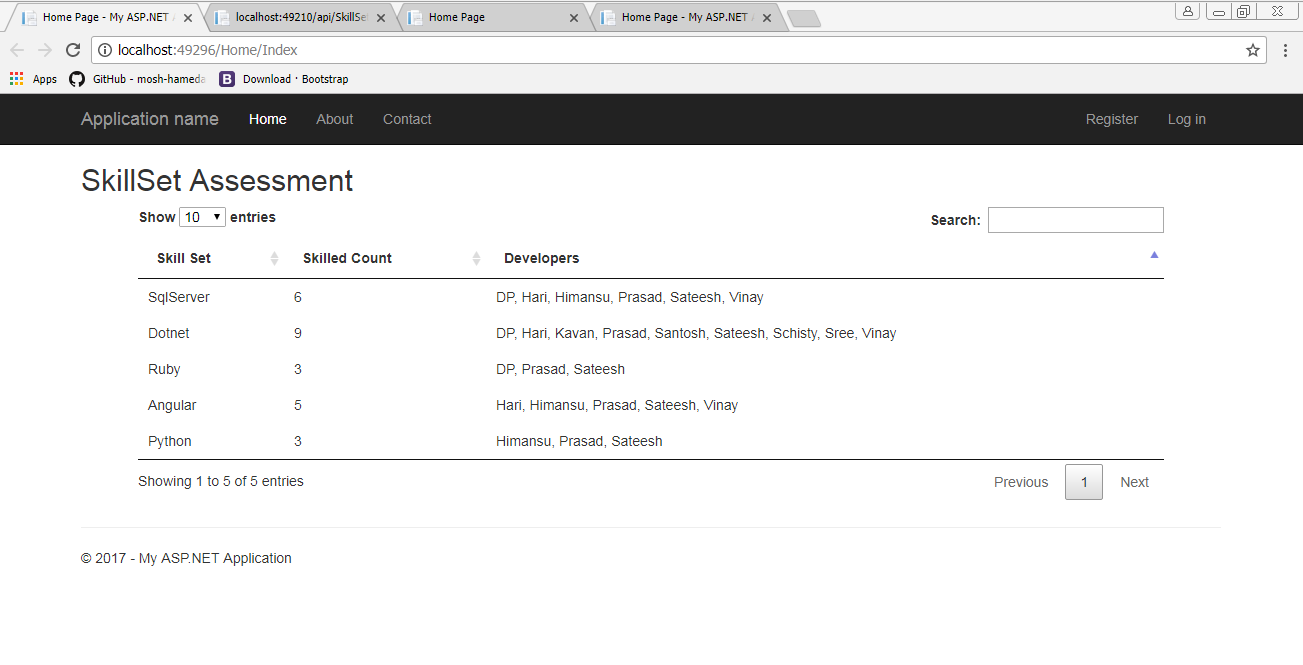 Home Page - My ASP.NET localhost:49210/api/SkillSe Home Page Home Page - My ASP.NET
localhost:49296/Home/Index
Apps GitHub - mosh-hameda Download · Bootstrap
Application name Home About Contact Register Log in
SkillSet Assessment
Show 10 entries Search:
Skill Set Skilled Count Developers
SqlServer 6 DP, Hari, Himansu, Prasad, Sateesh, Vinay
Dotnet 9 DP, Hari, Kavan, Prasad, Santosh, Sateesh, Schisty, Sree, Vinay
Ruby 3 DP, Prasad, Sateesh
Angular 5 Hari, Himansu, Prasad, Sateesh, Vinay
Python 3 Himansu, Prasad, Sateesh
Showing 1 to 5 of 5 entries Previous 1 Next
© 2017 - My ASP.NET Application